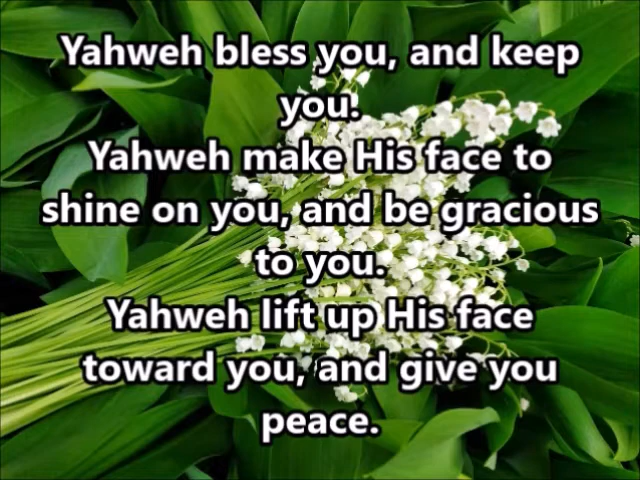 Yahweh bless you, and keep
you.
Yahweh make His face to
shine on you, and be gracious
to you.
Yahweh lift up His face
toward you, and give you
peace.